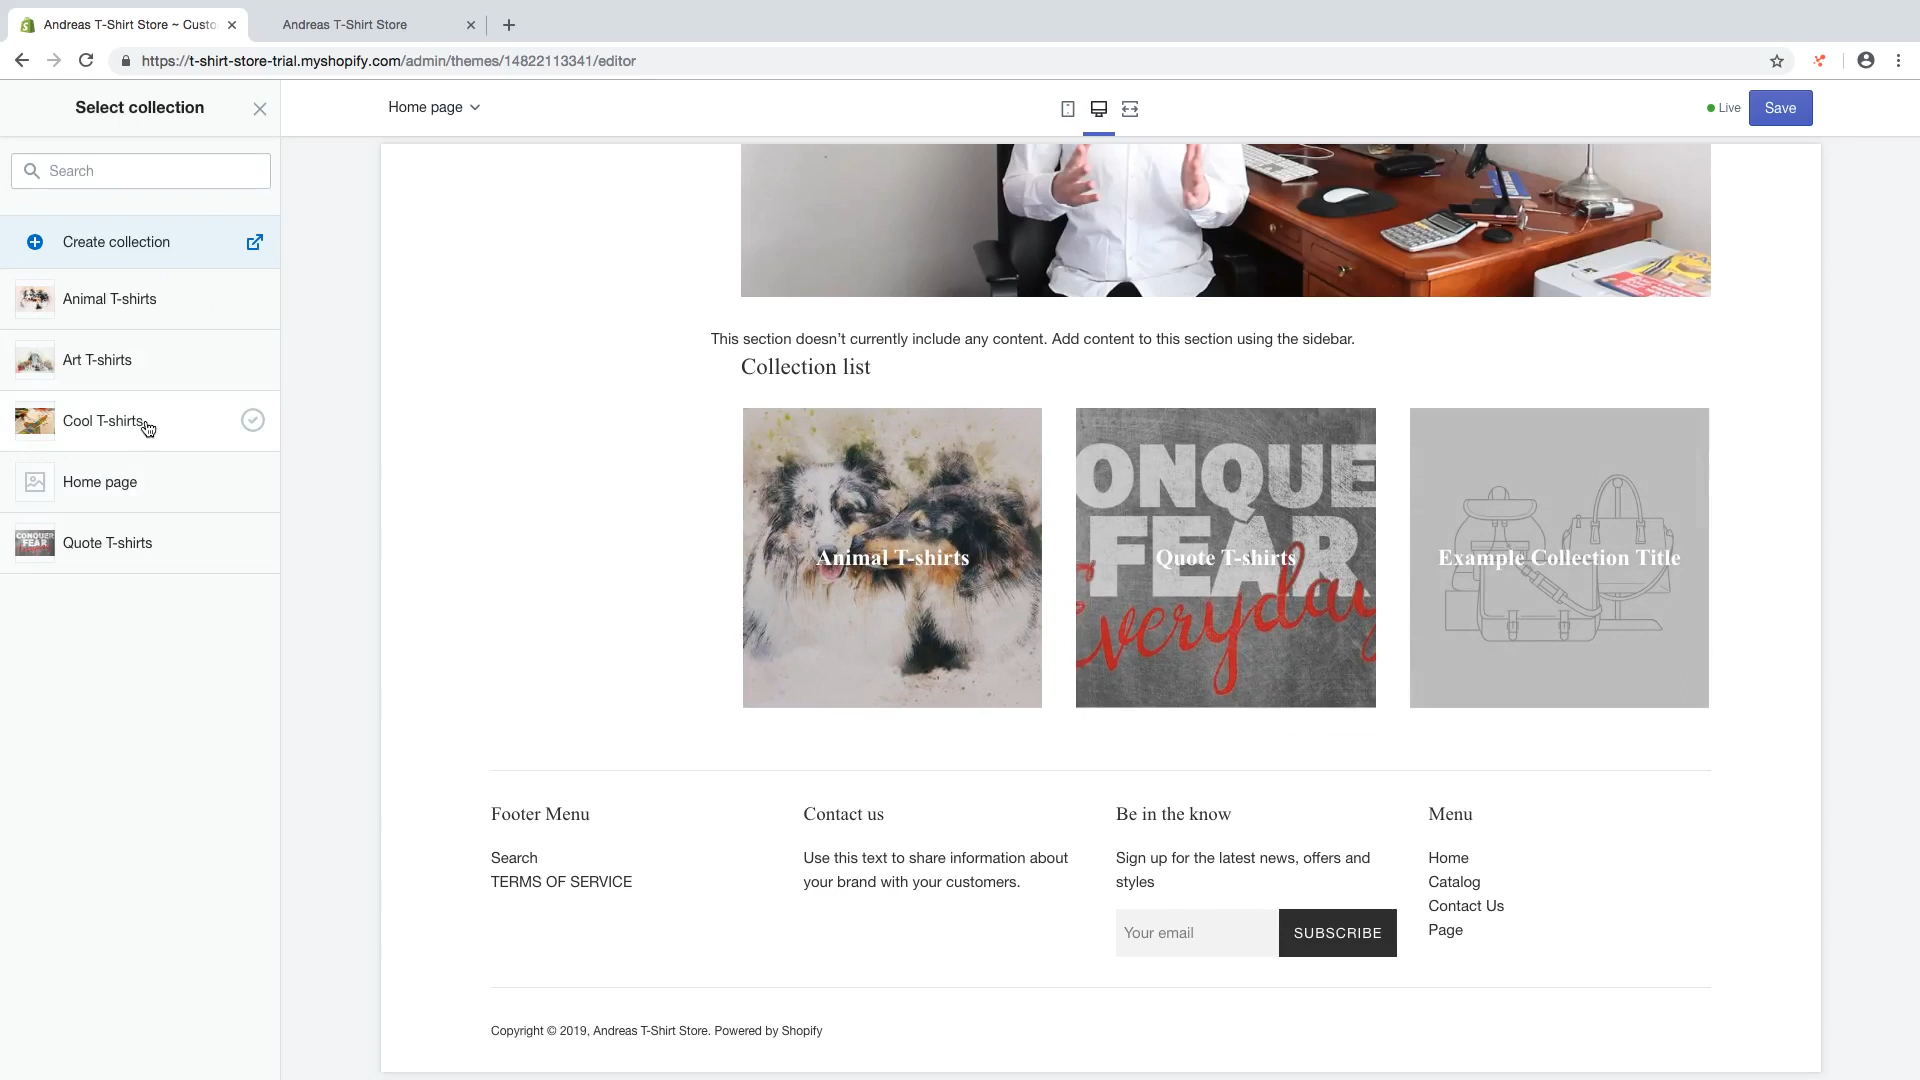 Andreas T-Shirt Store ~ Custo
Andreas T-Shirt Store
https://t-shirt-store-trial.myshopify.com/admin/themes/14822113341/editor
Select collection
Home page
Live
Save
Search
Create collection
Animal T-shirts
Art T-shirts
Cool T-shirts
Home page
Quote T-shirts
CONQUER
FEAR
This section doesn't currently include any content. Add content to this section using the sidebar.
Collection list
Animal T-shirts
ONQUE
FEAR
everyday
Quote T-shirts
Example Collection Title
Footer Menu
Search
TERMS OF SERVICE
Contact us
Use this text to share information about
your brand with your customers.
Be in the know
Sign up for the latest news, offers and
styles
Your email
SUBSCRIBE
Menu
Home
Catalog
Contact Us
Page
Copyright © 2019, Andreas T-Shirt Store. Powered by Shopify